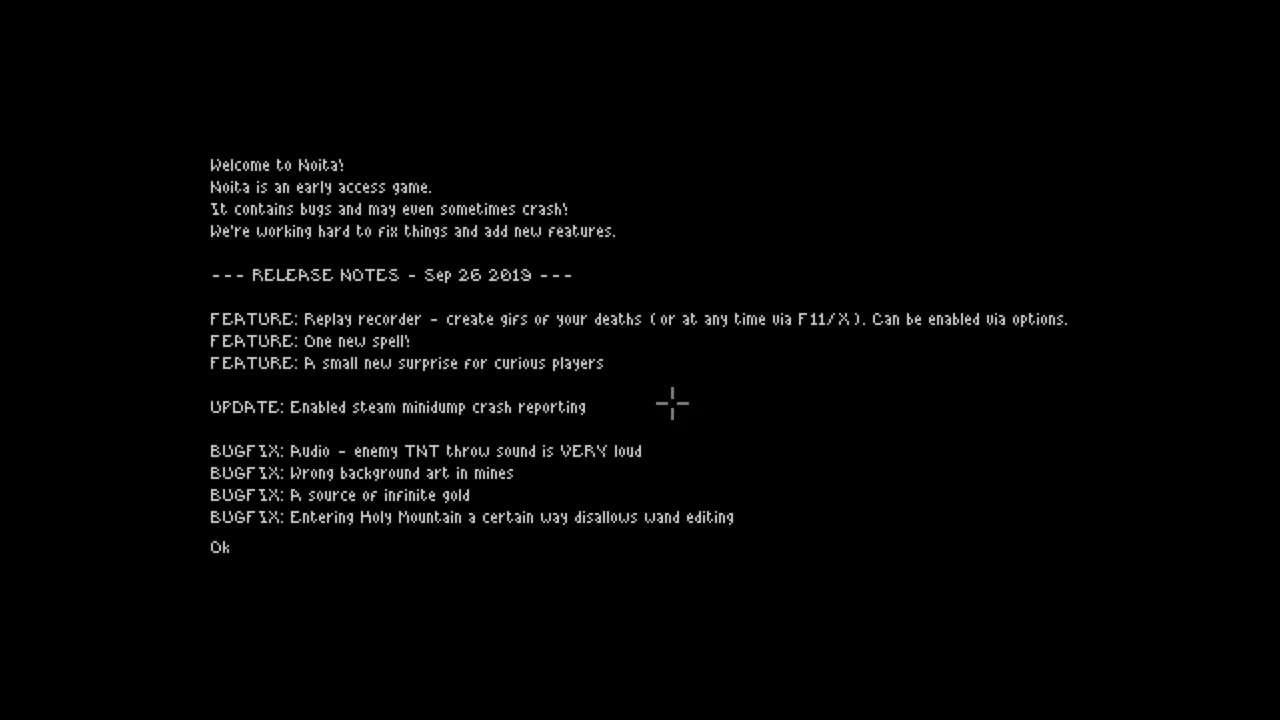 Welcome to Noita!
Noita is an early access game.
It contains bugs and may even sometimes crash!
We're working hard to fix things and add new features.
--- RELEASE NOTES - Sep 26 2019 ---
FEATURE: Replay recorder - create gifs of your deaths (or at any time via F11/X). Can be enabled via options.
FEATURE: One new spell!
FEATURE: A small new surprise for curious players
UPDATE: Enabled steam minidump crash reporting
BUGFIX: Audio - enemy TNT throw sound is VERY loud
BUGFIX: Wrong background art in mines
BUGFIX: A source of infinite gold
BUGFIX: Entering Holy Mountain a certain way disallows wand editing
Ok